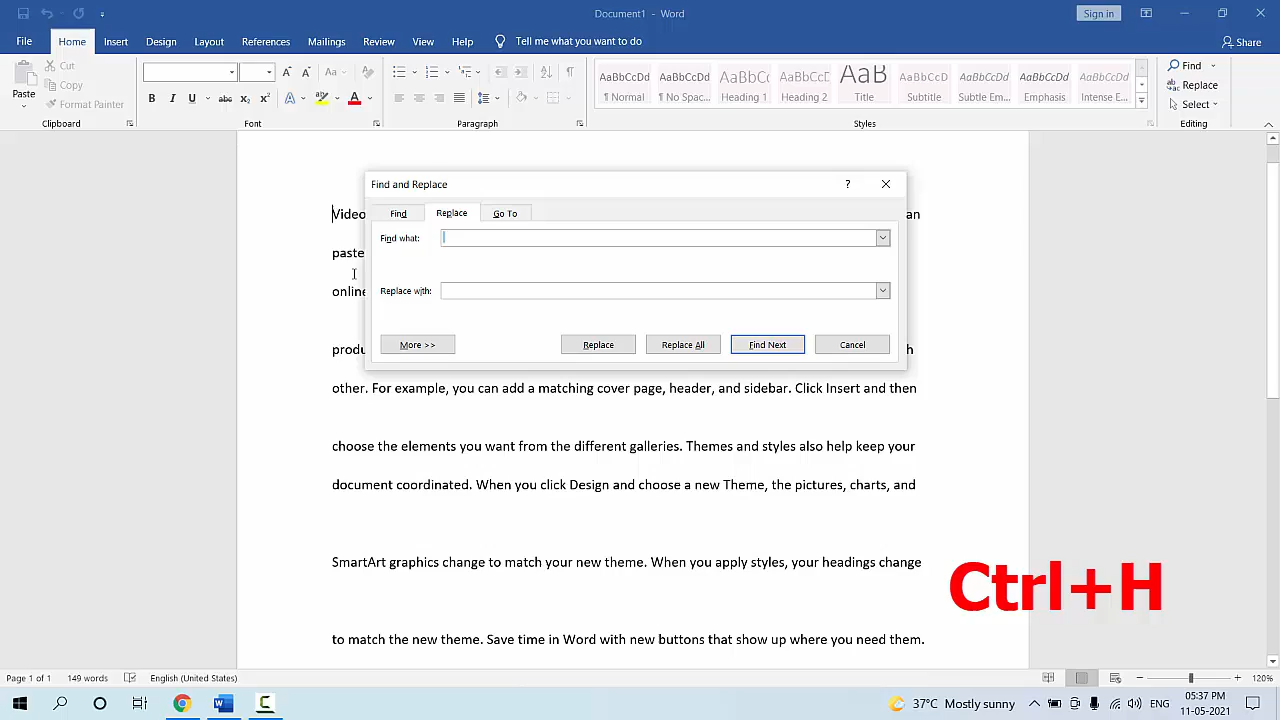 Document1 - Word
Sign in
File Home Insert Design Layout References Mailings Review View Help Tell me what you want to do Share
Paste
Cut
Copy
Format Painter
Clipboard
Aa
B I U abc x2 x2 A A
Font
Paragraph
AaBbCcDd AaBbCcDd AaBbCc AaBbCcE AaB AaBbCcD AaBbCcDd AaBbCcDd AaBbCcDd
¶ Normal ¶ No Spac... Heading 1 Heading 2 Title Subtitle Subtle Em... Emphasis Intense E...
Styles
Find
Replace
Select
Editing
Find and Replace
Find Replace Go To
Find what:
Replace with:
More >> Replace Replace All Find Next Cancel
Video an
paste
online
produ h
other. For example, you can add a matching cover page, header, and sidebar. Click Insert and then
choose the elements you want from the different galleries. Themes and styles also help keep your
document coordinated. When you click Design and choose a new Theme, the pictures, charts, and
SmartArt graphics change to match your new theme. When you apply styles, your headings change
to match the new theme. Save time in Word with new buttons that show up where you need them.
Ctrl+H
Page 1 of 1 149 words English (United States) 120%
37°C Mostly sunny ENG 05:37 PM
11-05-2021